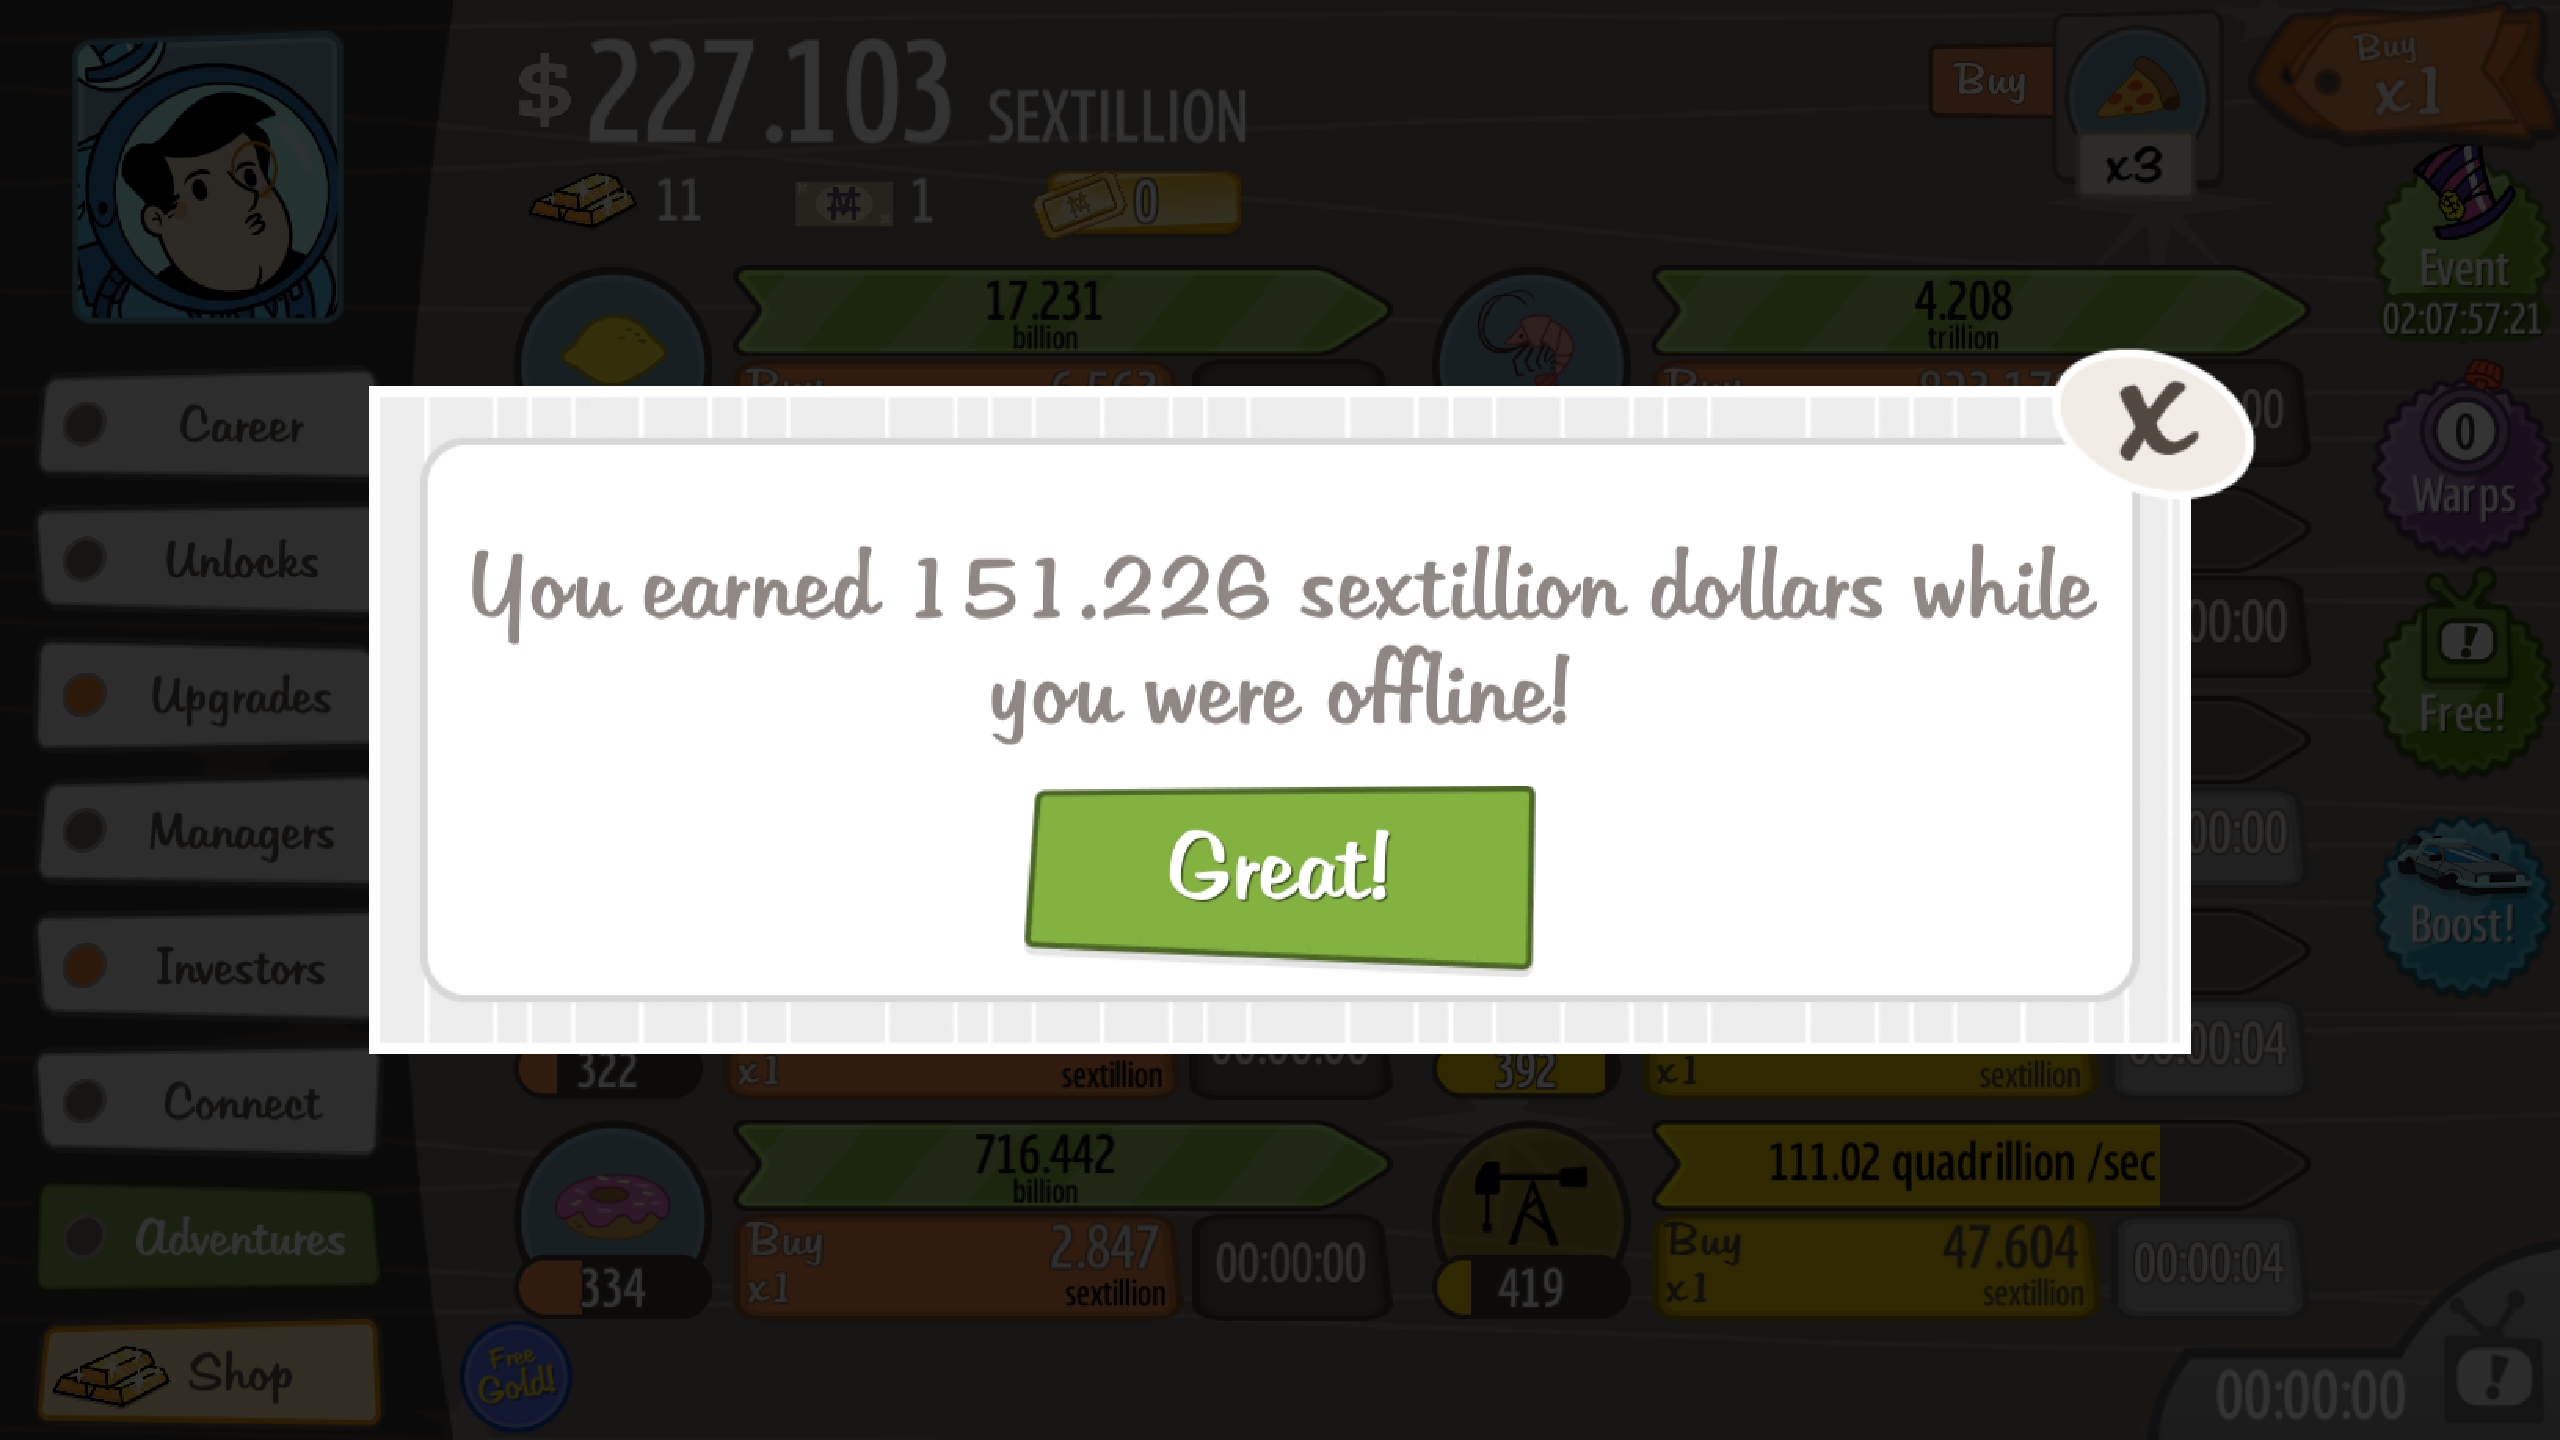 $227.103 SEXTILLION
11
1
0
Buy
x3
Buy
x1
Event
02:07:57:21
0
Warps
!
Free!
Boost!
Career
Unlocks
Upgrades
Managers
Investors
Connect
Adventures
Shop
17.231
billion
4.208
trillion
X
You earned 151.226 sextillion dollars while
you were offline!
Great!
00
00:00
00:00
00:04
322
x1
sextillion
392
x1
sextillion
716.442
billion
Buy 2.847
x1 sextillion
00:00:00
334
111.02 quadrillion /sec
Buy 47.604
x1 sextillion
00:00:04
419
Free
Gold!
00:00:00
!